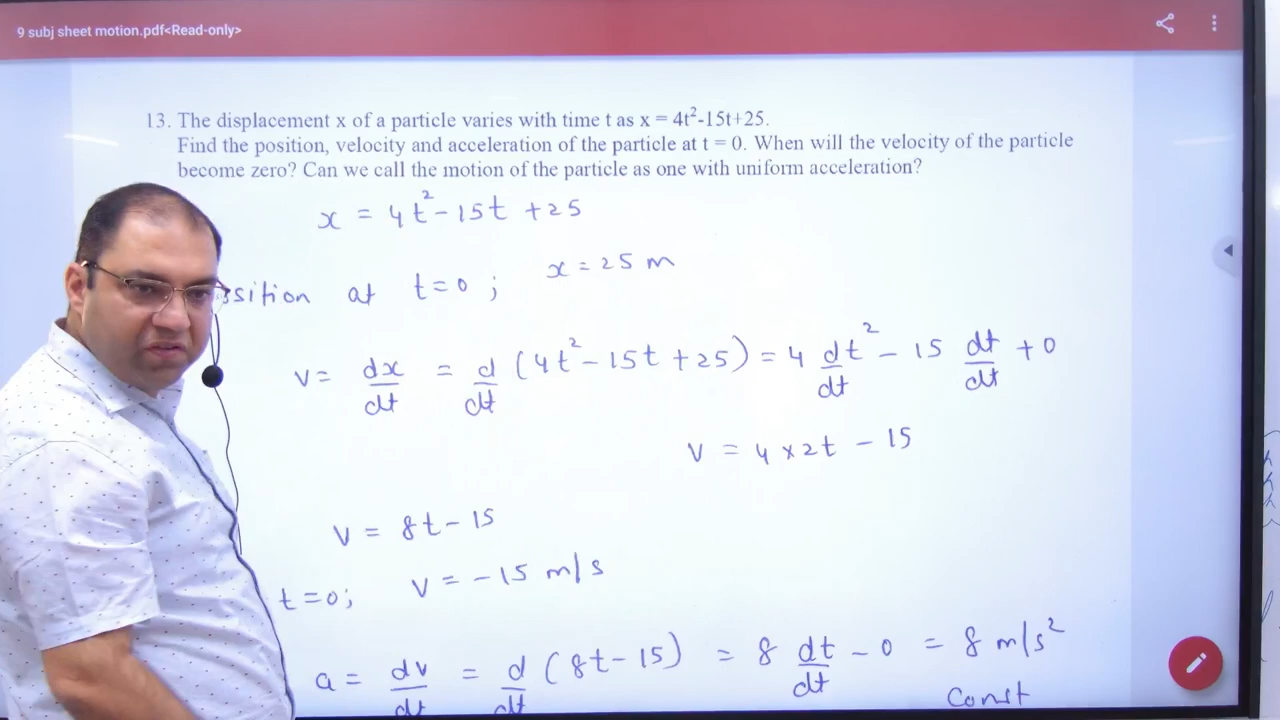 9 subj sheet motion.pdf<Read-only>
13. The displacement x of a particle varies with time t as x = 4t²-15t+25.
Find the position, velocity and acceleration of the particle at t = 0. When will the velocity of the particle
become zero? Can we call the motion of the particle as one with uniform acceleration?
x = 4t² - 15t + 25
sition at t=0 ; x = 25 m
v = dx/dt = d/dt (4t² - 15t + 25) = 4 dt²/dt - 15 dt/dt + 0
v = 4 × 2t - 15
v = 8t - 15
t=0; v = -15 m/s
a = dv/dt = d/dt (8t - 15) = 8 dt/dt - 0 = 8 m/s²
Const